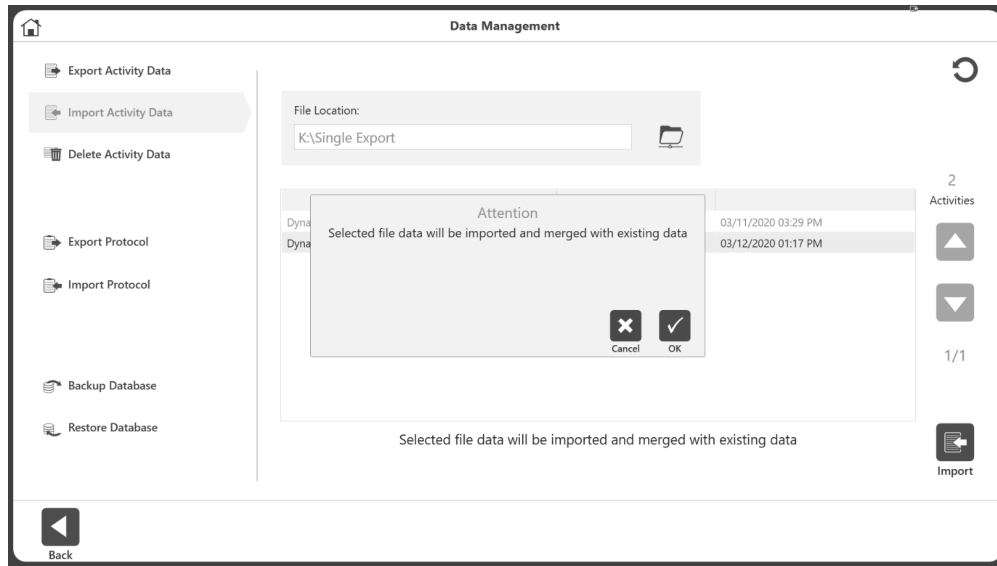 Data Management
Export Activity Data
Import Activity Data
Delete Activity Data
Export Protocol
Import Protocol
Backup Database
Restore Database
File Location:
K:\Single Export
2
Activities
Dyna
03/11/2020 03:29 PM
Dyna
03/12/2020 01:17 PM
Attention
Selected file data will be imported and merged with existing data
Cancel
OK
1/1
Selected file data will be imported and merged with existing data
Import
Back